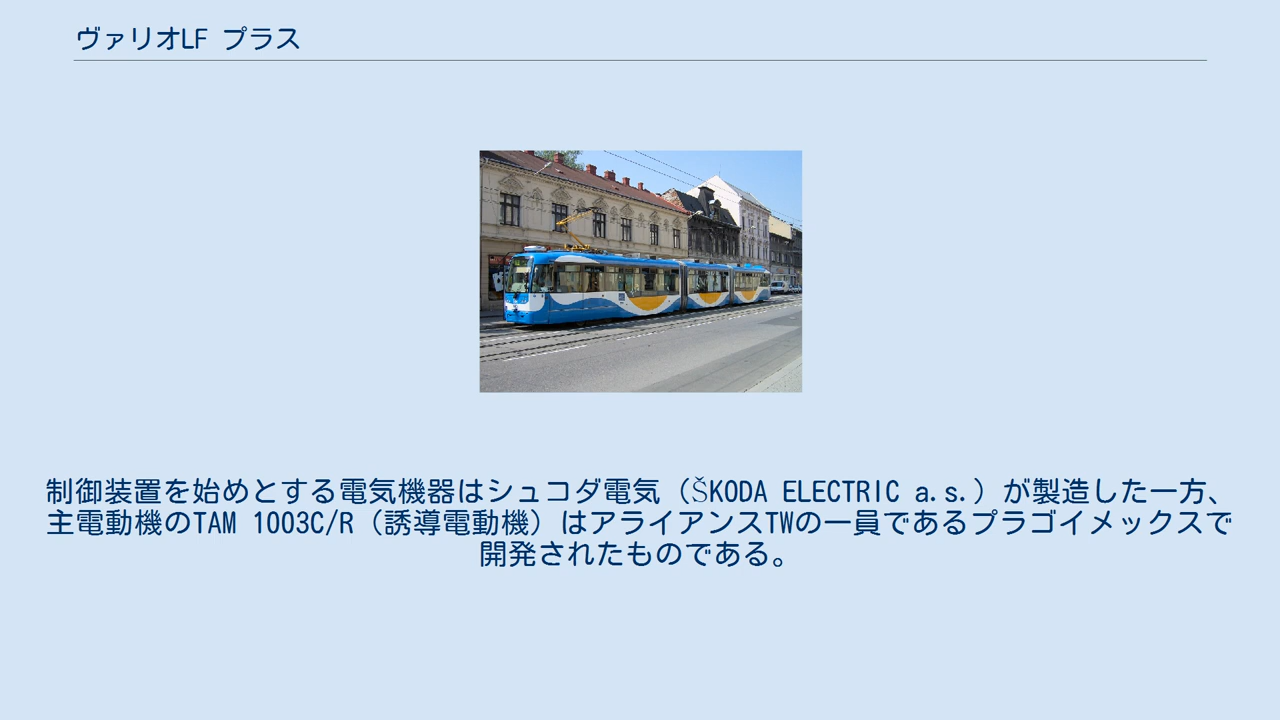 ヴァリオLF プラス
制御装置を始めとする電気機器はシュコダ電気（ŠKODA ELECTRIC a.s.）が製造した一方、
主電動機のTAM 1003C/R（誘導電動機）はアライアンスTWの一員であるプラゴイメックスで
開発されたものである。